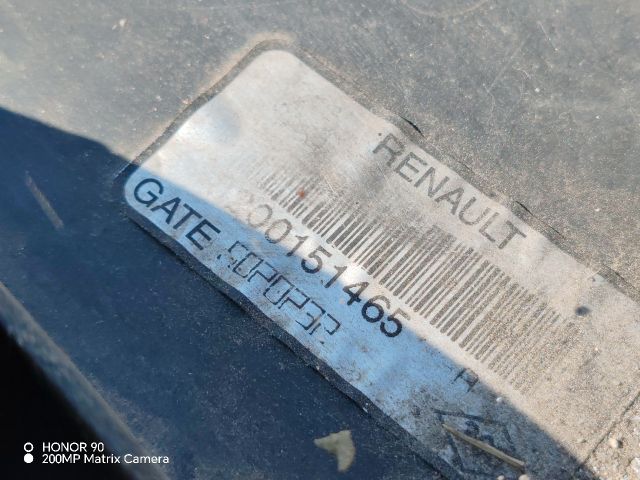 RENAULT
00151465
H
GATE
HONOR 90
200MP Matrix Camera